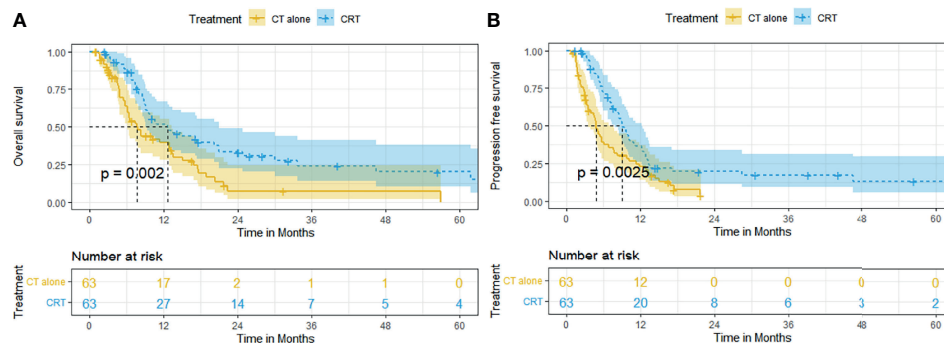 A
Treatment CT alone CRT
Overall survival
1.00
0.75
0.50
0.25
0.00
p = 0.002
0 12 24 36 48 60
Time in Months
Number at risk
Treatment
CT alone 63 17 2 1 1 0
CRT 63 27 14 7 5 4
0 12 24 36 48 60
Time in Months
B
Treatment CT alone CRT
Progression free survival
1.00
0.75
0.50
0.25
0.00
p = 0.0025
0 12 24 36 48 60
Time in Months
Number at risk
Treatment
CT alone 63 12 0 0 0 0
CRT 63 20 8 6 3 2
0 12 24 36 48 60
Time in Months